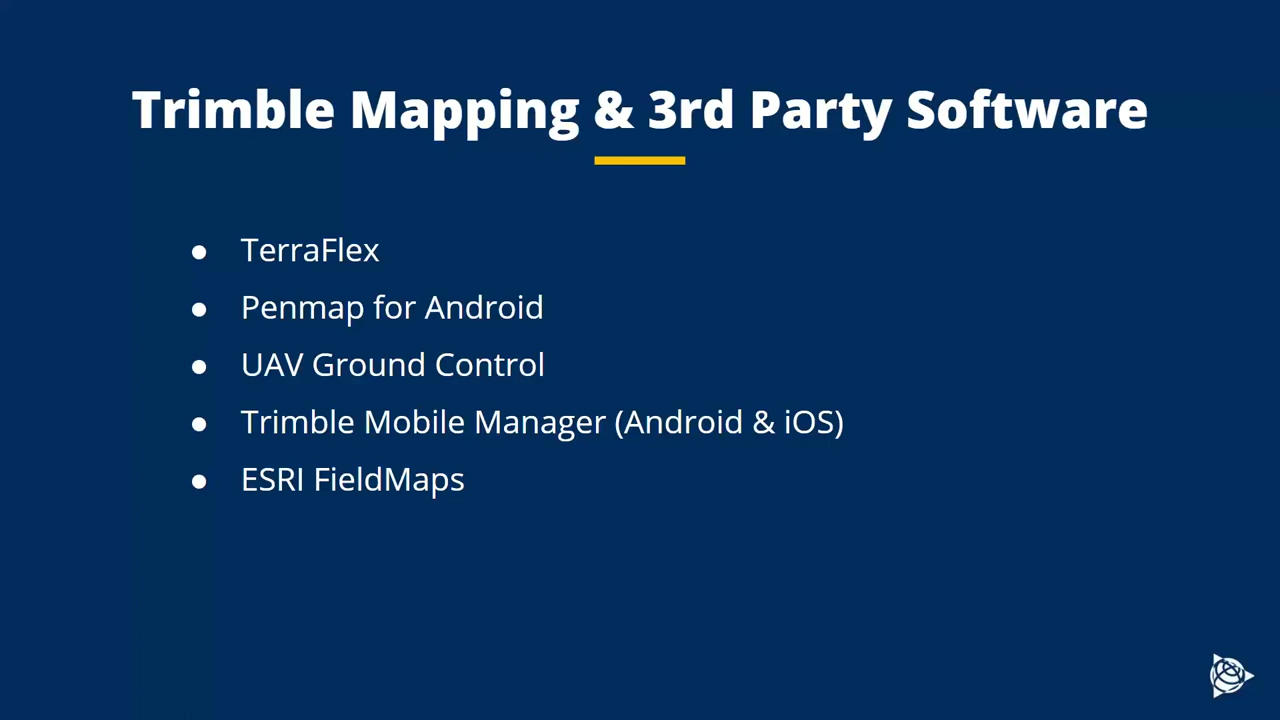 Trimble Mapping & 3rd Party Software
● TerraFlex
● Penmap for Android
● UAV Ground Control
● Trimble Mobile Manager (Android & iOS)
● ESRI FieldMaps